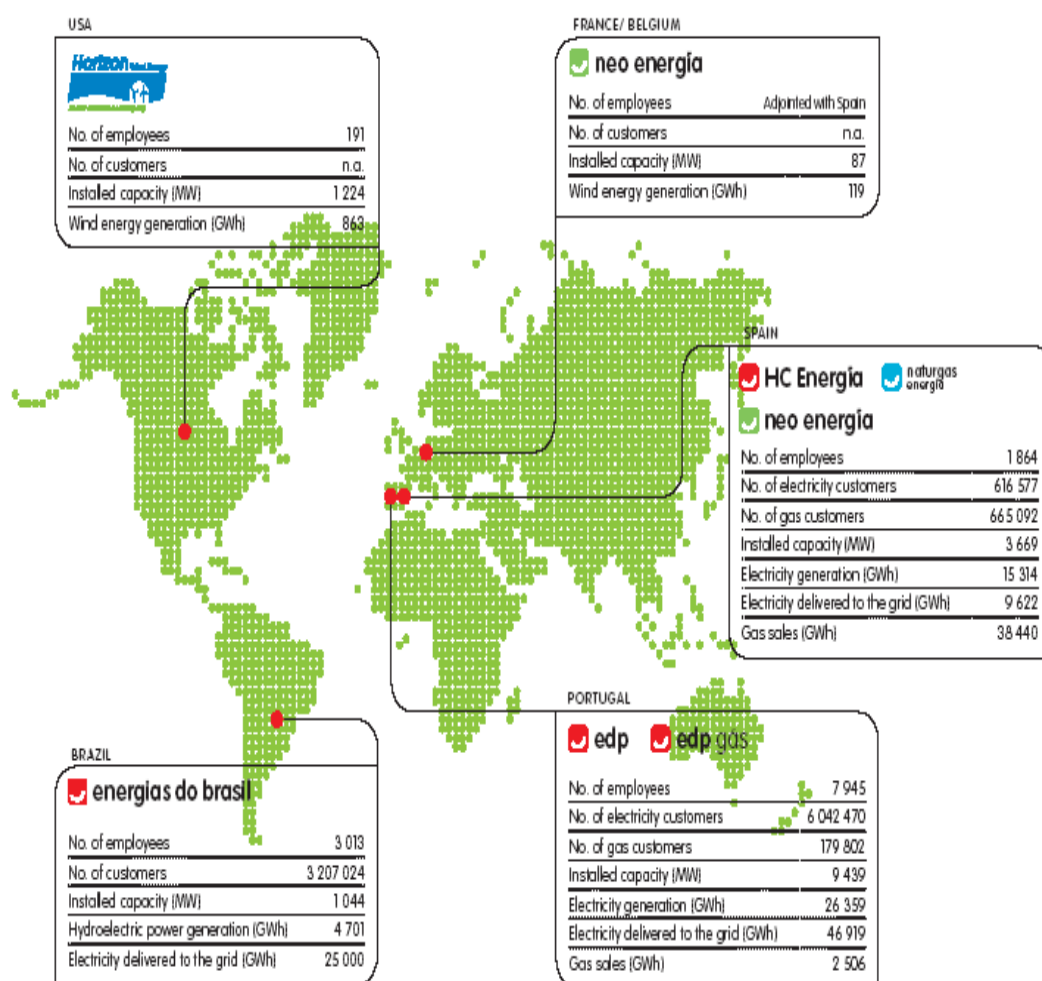 USA
Horizon
No. of employees 191
No. of customers n.a.
Installed capacity (MW) 1 224
Wind energy generation (GWh) 863
FRANCE/ BELGIUM
neo energía
No. of employees Adjointed with Spain
No. of customers n.a.
Installed capacity (MW) 87
Wind energy generation (GWh) 119
SPAIN
HC Energía naturgas energía
neo energía
No. of employees 1 864
No. of electricity customers 616 577
No. of gas customers 665 092
Installed capacity (MW) 3 669
Electricity generation (GWh) 15 314
Electricity delivered to the grid (GWh) 9 622
Gas sales (GWh) 38 440
BRAZIL
energias do brasil
No. of employees 3 013
No. of customers 3 207 024
Installed capacity (MW) 1 044
Hydroelectric power generation (GWh) 4 701
Electricity delivered to the grid (GWh) 25 000
PORTUGAL
edp edp gás
No. of employees 7 945
No. of electricity customers 6 042 470
No. of gas customers 179 802
Installed capacity (MW) 9 439
Electricity generation (GWh) 26 359
Electricity delivered to the grid (GWh) 46 919
Gas sales (GWh) 2 506